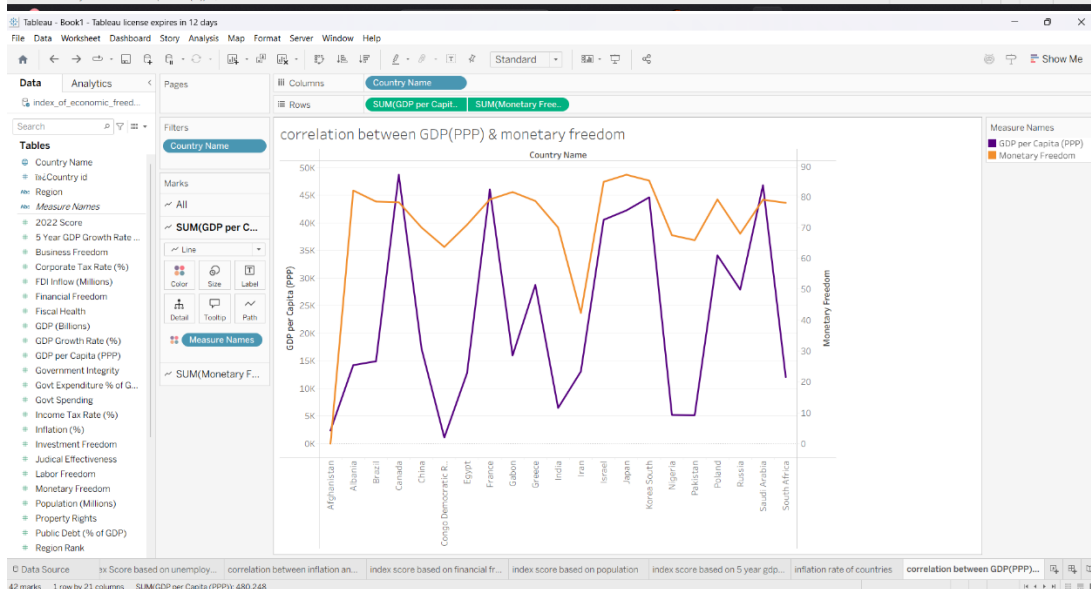 Tableau - Book1 - Tableau license expires in 12 days
File Data Worksheet Dashboard Story Analysis Map Format Server Window Help
Standard
Show Me
Data Analytics
index_of_economic_freed...
Search
Tables
Country Name
Country id
Region
Measure Names
2022 Score
5 Year GDP Growth Rate ...
Business Freedom
Corporate Tax Rate (%)
FDI Inflow (Millions)
Financial Freedom
Fiscal Health
GDP (Billions)
GDP Growth Rate (%)
GDP per Capita (PPP)
Government Integrity
Govt Expenditure % of G...
Govt Spending
Income Tax Rate (%)
Inflation (%)
Investment Freedom
Judical Effectiveness
Labor Freedom
Monetary Freedom
Population (Millions)
Property Rights
Public Debt (% of GDP)
Region Rank
Pages
Filters
Country Name
Marks
All
SUM(GDP per C...
Line
Color Size Label
Detail Tooltip Path
Measure Names
SUM(Monetary F...
Columns Country Name
Rows SUM(GDP per Capit.. SUM(Monetary Free..
correlation between GDP(PPP) & monetary freedom
Country Name
GDP per Capita (PPP)
50K
45K
40K
35K
30K
25K
20K
15K
10K
5K
0K
90
80
70
60
50
40
30
20
10
0
Monetary Freedom
Afghanistan
Albania
Brazil
Canada
China
Congo Democratic R..
Egypt
France
Gabon
Greece
India
Iran
Israel
Japan
Korea South
Nigeria
Pakistan
Poland
Russia
Saudi Arabia
South Africa
Measure Names
GDP per Capita (PPP)
Monetary Freedom
Data Source
ex Score based on unemploy...
correlation between inflation an...
index score based on financial fr...
index score based on population
index score based on 5 year gdp...
inflation rate of countries
correlation between GDP(PPP)...
42 marks 1 row by 21 columns SUM(GDP per Capita (PPP)): 480,248